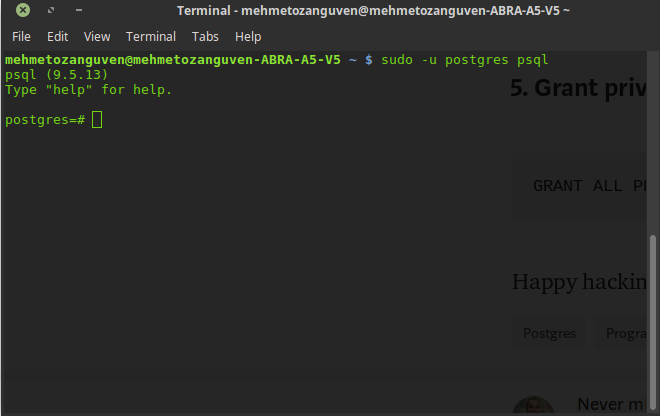 Terminal - mehmetozanguven@mehmetozanguven-ABRA-A5-V5 ~
File Edit View Terminal Tabs Help
mehmetozanguven@mehmetozanguven-ABRA-A5-V5 ~ $ sudo -u postgres psql
psql (9.5.13)
Type "help" for help.
postgres=#
5. Grant priv
GRANT ALL P
Happy hackin
Postgres Progra
Never m